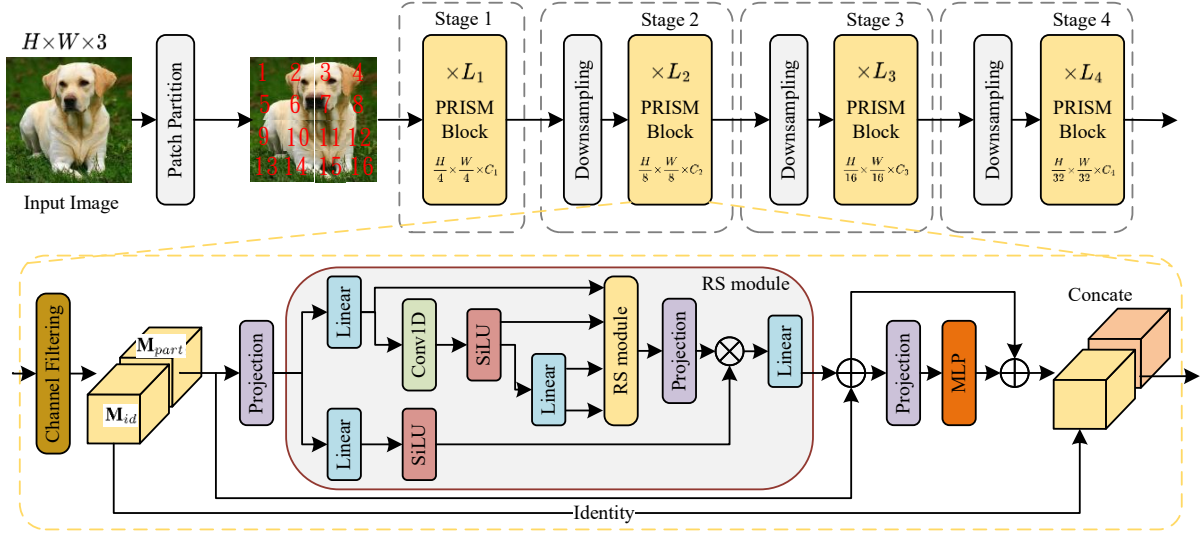 H×W×3
Input Image
Patch Partition
1 2 3 4
5 6 7 8
9 10 11 12
13 14 15 16
Stage 1
×L₁
PRISM
Block
H/4×W/4×C₁
Stage 2
Downsampling
×L₂
PRISM
Block
H/8×W/8×C₂
Stage 3
Downsampling
×L₃
PRISM
Block
H/16×W/16×C₃
Stage 4
Downsampling
×L₄
PRISM
Block
H/32×W/32×C₄
Channel Filtering
M_part
M_id
Projection
RS module
Linear
Conv1D
SiLU
Linear
RS module
Projection
Linear
Linear
SiLU
Projection
MLP
Concate
Identity